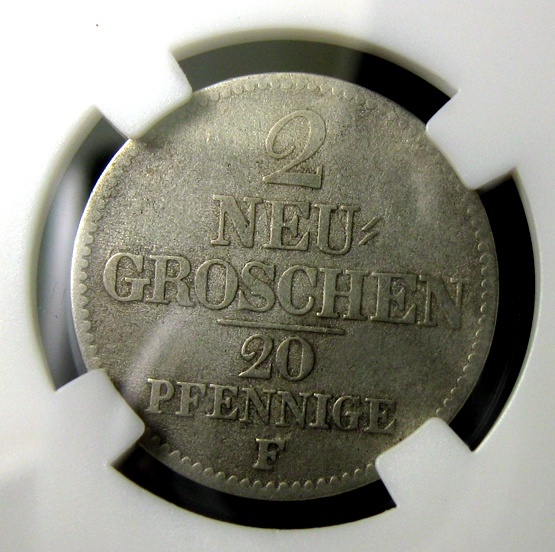 2
NEU⸗
GROSCHEN
20
PFENNIGE
F